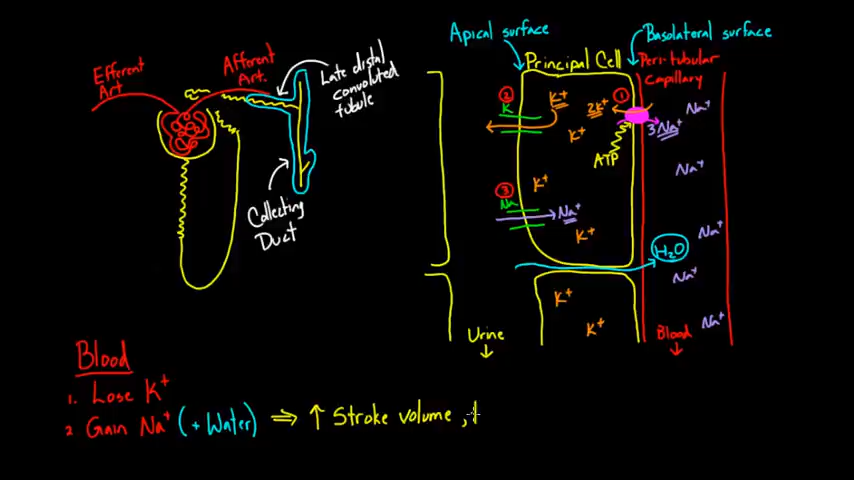 Efferent
Art
Afferent
Art.
Late distal
convoluted
tubule
Collecting
Duct
Apical surface
Principal Cell
Basolateral surface
Peri-tubular
Capillary
2
K
K+
2K+
1
Na+
K+
3 Na+
ATP
Na+
K+
3
Na
Na+
K+
Na+
H2O
Na+
K+
K+
Na+
Urine
Blood
Blood
1. Lose K+
2. Gain Na+ (+ Water) ⇒ ↑ Stroke volume,